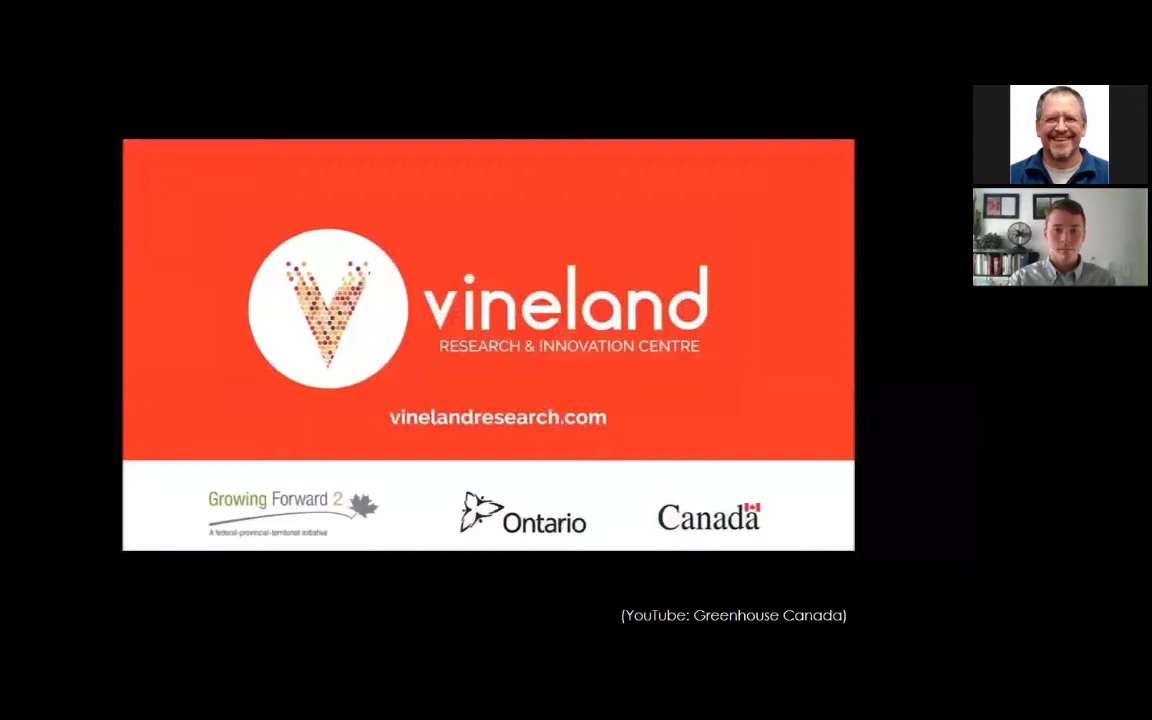 vineland
RESEARCH & INNOVATION CENTRE
vinelandresearch.com
Growing Forward 2
A federal-provincial-territorial initiative
Ontario
Canada
(YouTube: Greenhouse Canada)